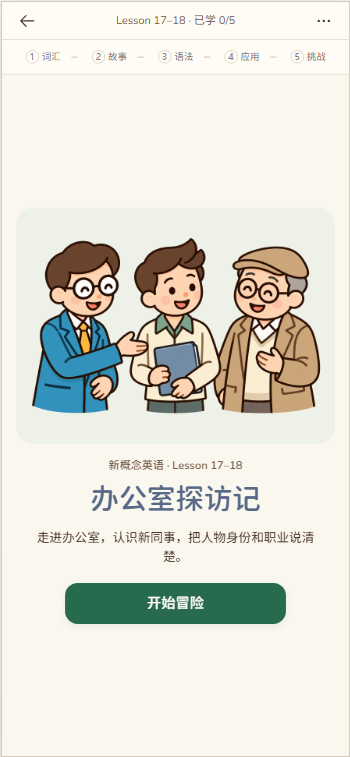 Lesson 17–18 · 已学 0/5
1 词汇 – 2 故事 – 3 语法 – 4 应用 – 5 挑战
新概念英语 · Lesson 17–18
办公室探访记
走进办公室，认识新同事，把人物身份和职业说清
楚。
开始冒险